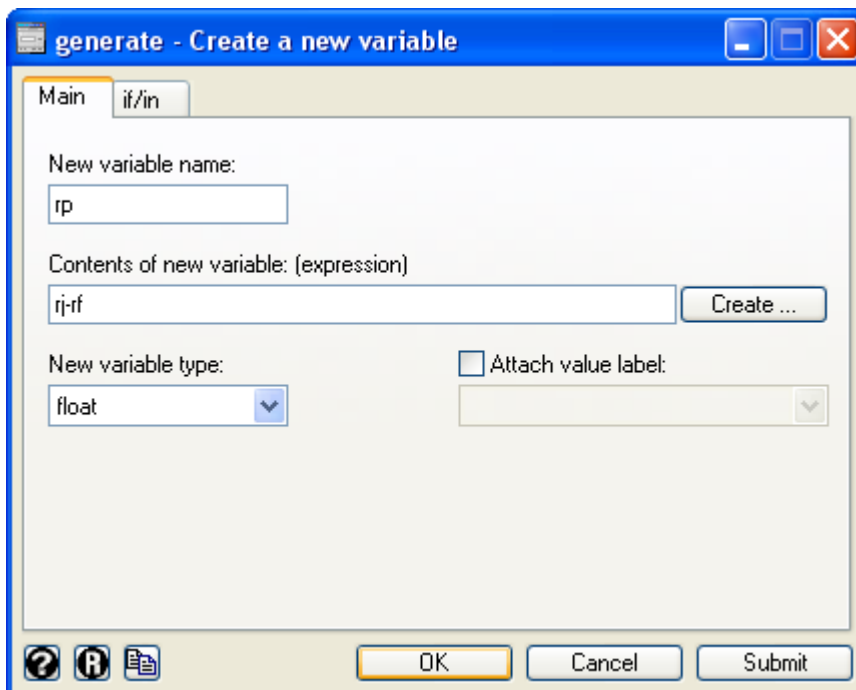 generate - Create a new variable
Main if/in
New variable name:
rp
Contents of new variable: (expression)
rj-rf Create ...
New variable type: Attach value label:
float
? R OK Cancel Submit